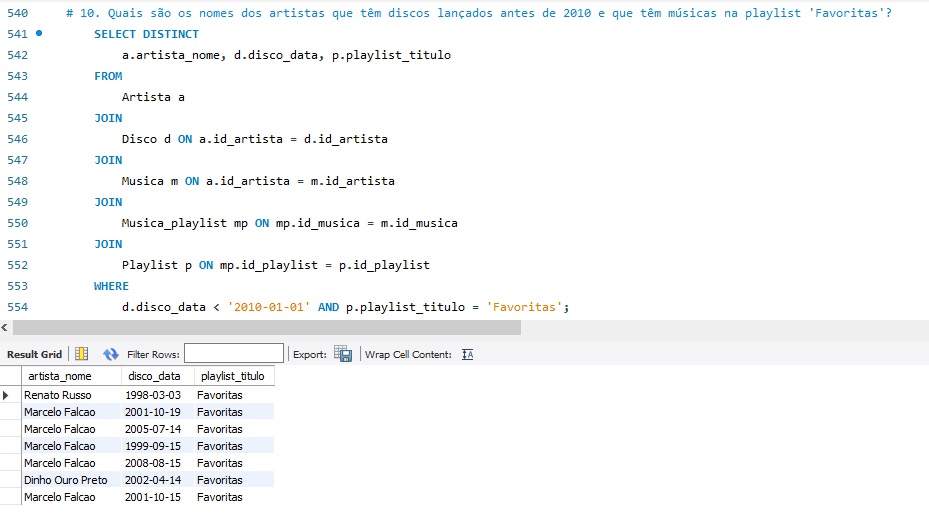 540 # 10. Quais são os nomes dos artistas que têm discos lançados antes de 2010 e que têm músicas na playlist 'Favoritas'?
541 SELECT DISTINCT
542 a.artista_nome, d.disco_data, p.playlist_titulo
543 FROM
544 Artista a
545 JOIN
546 Disco d ON a.id_artista = d.id_artista
547 JOIN
548 Musica m ON a.id_artista = m.id_artista
549 JOIN
550 Musica_playlist mp ON mp.id_musica = m.id_musica
551 JOIN
552 Playlist p ON mp.id_playlist = p.id_playlist
553 WHERE
554 d.disco_data < '2010-01-01' AND p.playlist_titulo = 'Favoritas';
Result Grid Filter Rows: Export: Wrap Cell Content:
artista_nome disco_data playlist_titulo
Renato Russo 1998-03-03 Favoritas
Marcelo Falcao 2001-10-19 Favoritas
Marcelo Falcao 2005-07-14 Favoritas
Marcelo Falcao 1999-09-15 Favoritas
Marcelo Falcao 2008-08-15 Favoritas
Dinho Ouro Preto 2002-04-14 Favoritas
Marcelo Falcao 2001-10-15 Favoritas